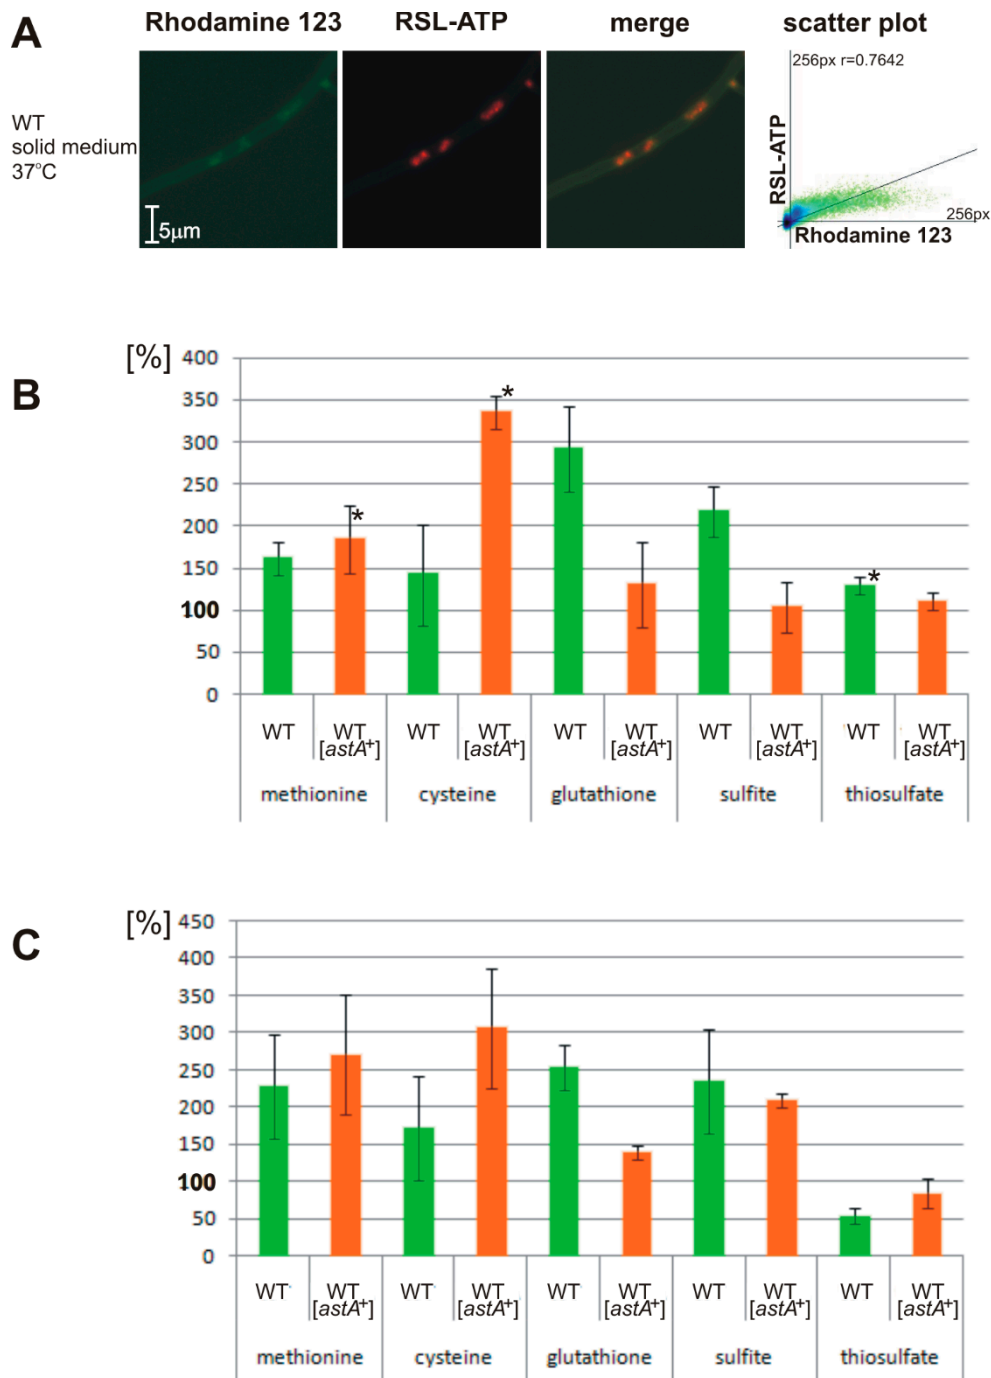 A
Rhodamine 123
RSL-ATP
merge
scatter plot
WT
solid medium
37°C
5µm
256px r=0.7642
RSL-ATP
256px
Rhodamine 123
B
[%]
400
350
300
250
200
150
100
50
0
WT
WT
[astA+]
WT
WT
[astA+]
WT
WT
[astA+]
WT
WT
[astA+]
WT
WT
[astA+]
*
*
*
methionine
cysteine
glutathione
sulfite
thiosulfate
C
[%]
450
400
350
300
250
200
150
100
50
0
WT
WT
[astA+]
WT
WT
[astA+]
WT
WT
[astA+]
WT
WT
[astA+]
WT
WT
[astA+]
methionine
cysteine
glutathione
sulfite
thiosulfate